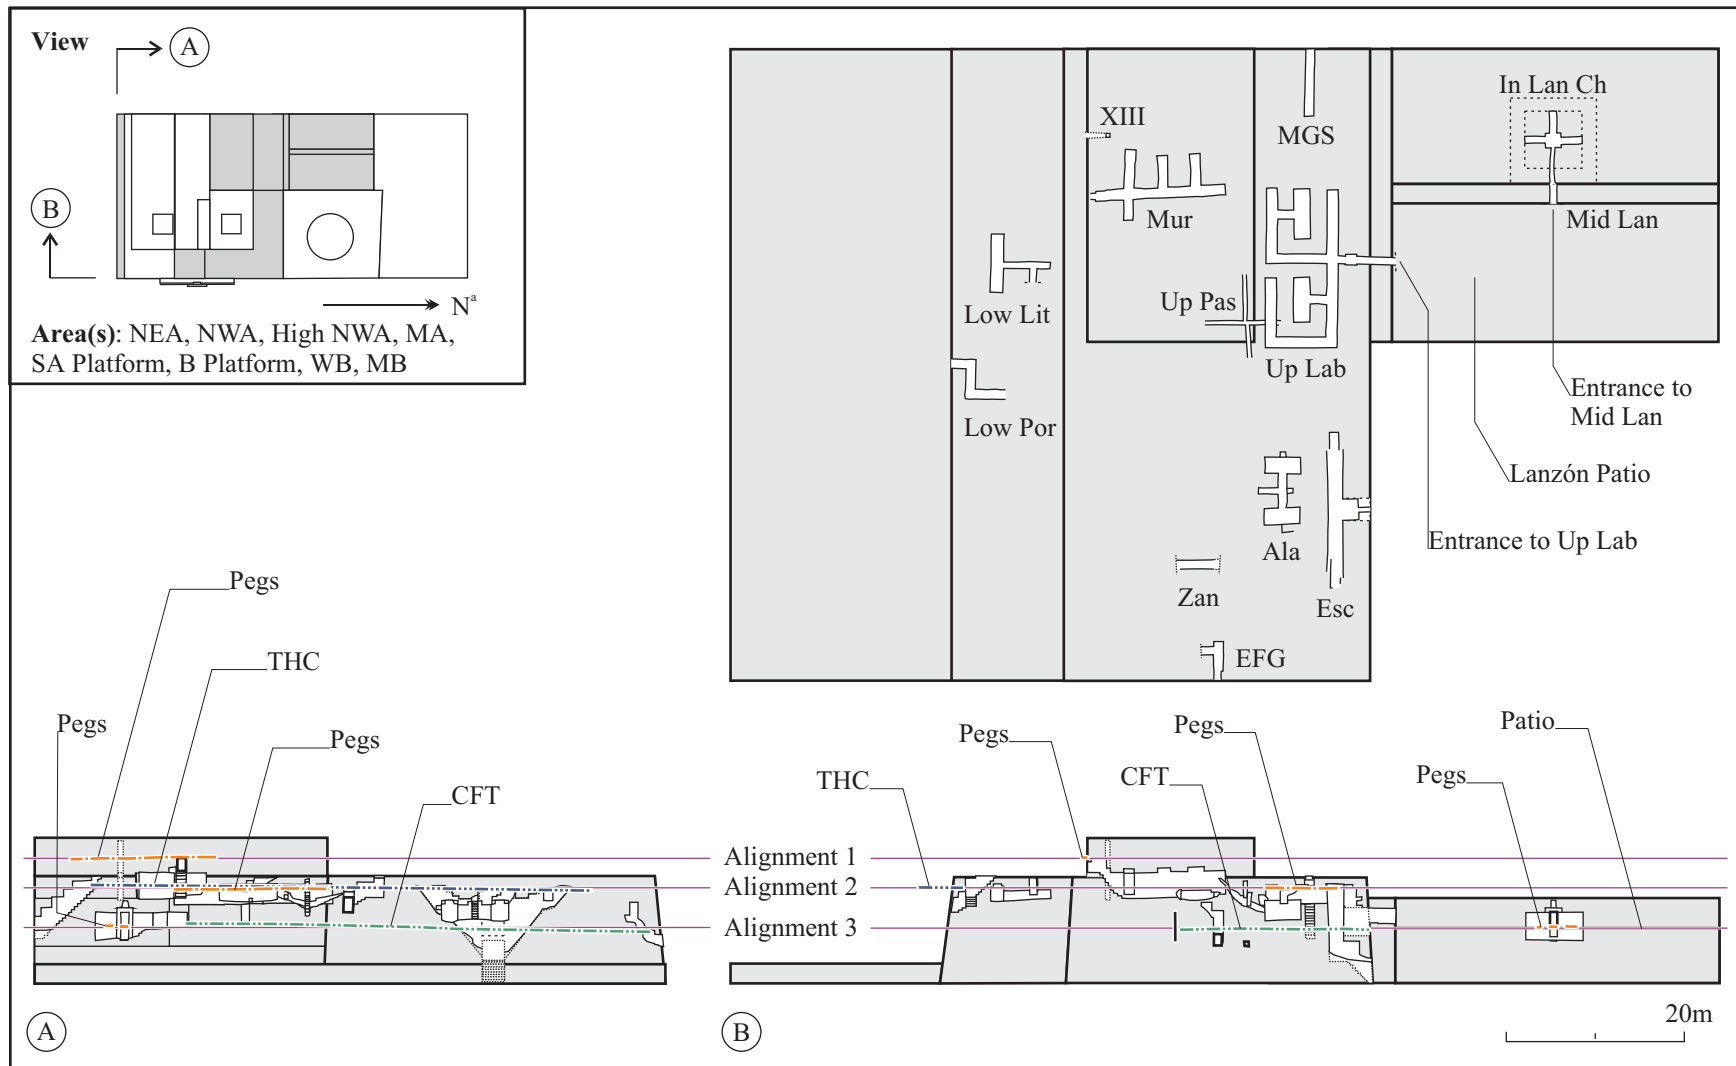 View
A
B
Nᵃ
Area(s): NEA, NWA, High NWA, MA,
SA Platform, B Platform, WB, MB
XIII
MGS
In Lan Ch
Mur
Mid Lan
Low Lit
Up Pas
Up Lab
Low Por
Entrance to
Mid Lan
Lanzón Patio
Entrance to Up Lab
Ala
Zan
Esc
EFG
Pegs
THC
Pegs
Pegs
CFT
Pegs
THC
CFT
Pegs
Pegs
Patio
Alignment 1
Alignment 2
Alignment 3
A
B
20m